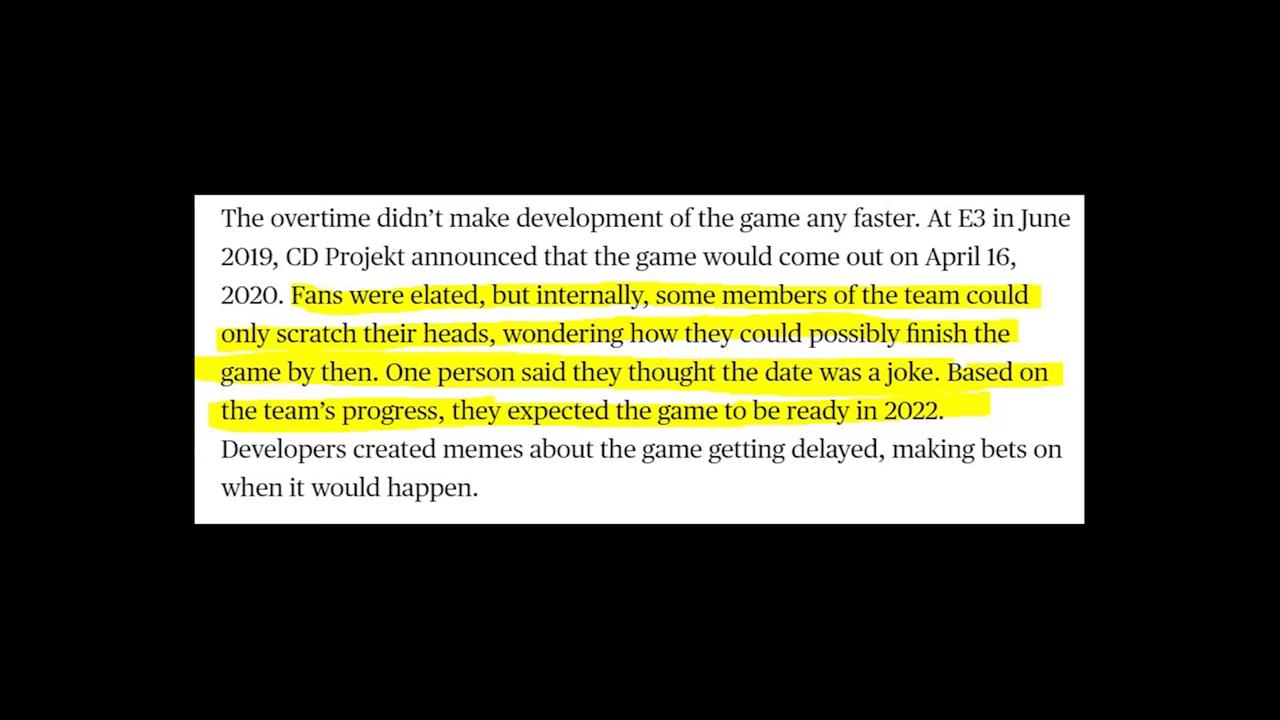 The overtime didn’t make development of the game any faster. At E3 in June
2019, CD Projekt announced that the game would come out on April 16,
2020. Fans were elated, but internally, some members of the team could
only scratch their heads, wondering how they could possibly finish the
game by then. One person said they thought the date was a joke. Based on
the team’s progress, they expected the game to be ready in 2022.
Developers created memes about the game getting delayed, making bets on
when it would happen.